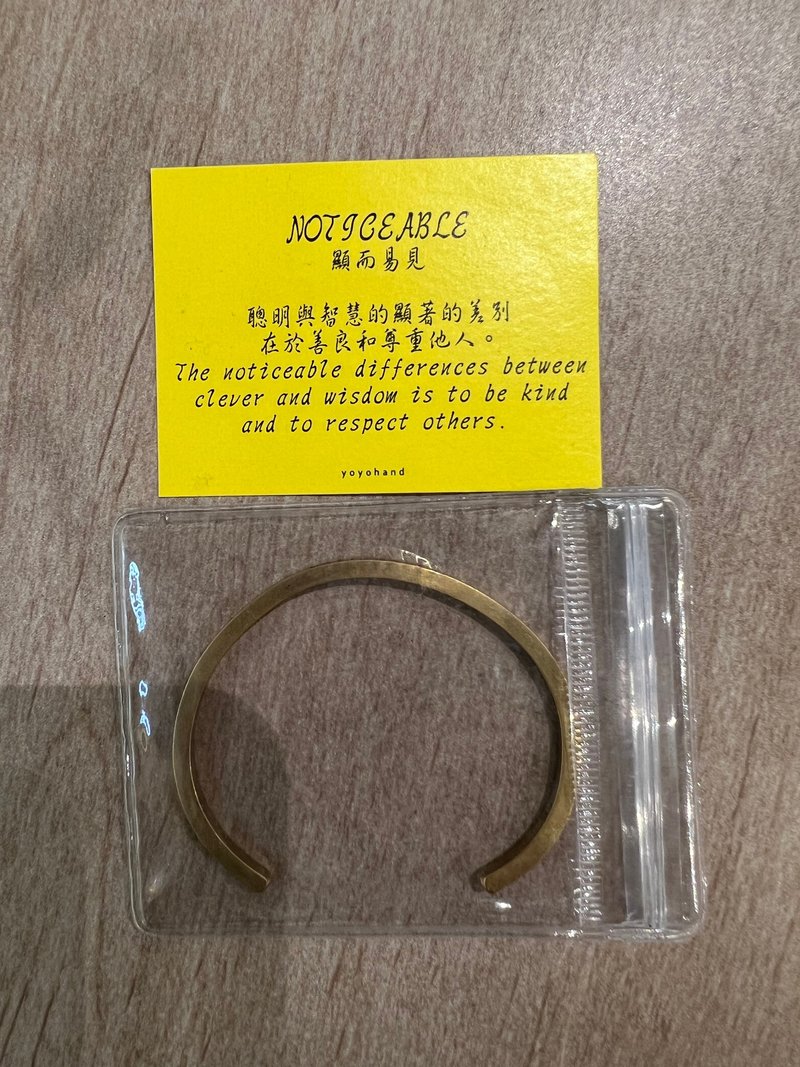 NOTICEABLE
顯而易見
聰明與智慧的顯著的差別
在於善良和尊重他人。
The noticeable differences between
clever and wisdom is to be kind
and to respect others.
yoyohand